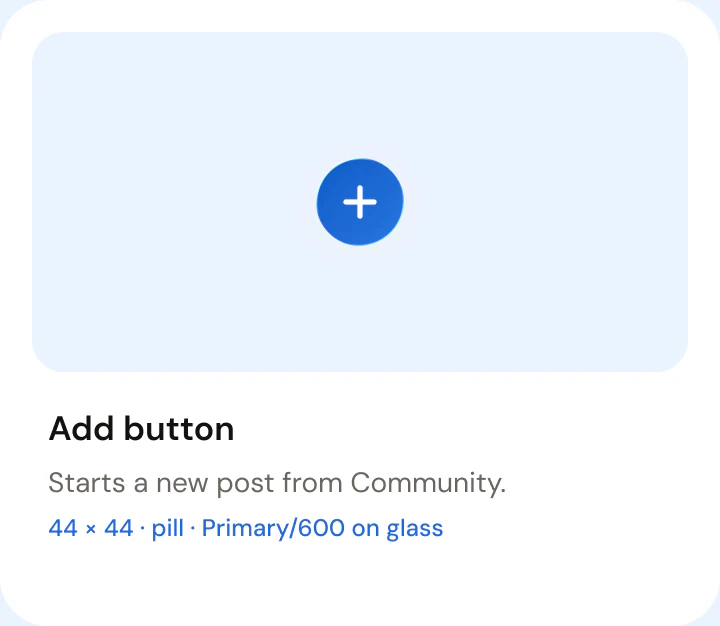 Add button
Starts a new post from Community.
44 × 44 · pill · Primary/600 on glass